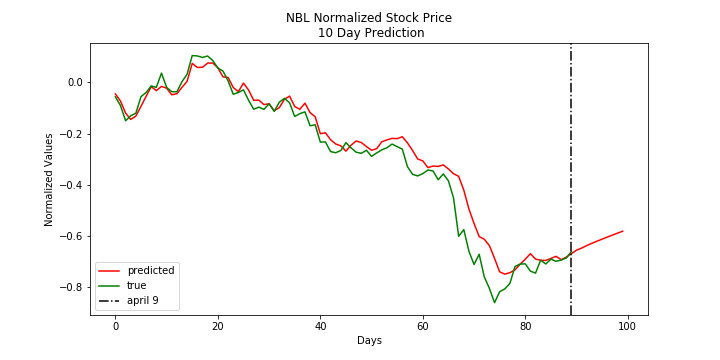 NBL Normalized Stock Price
10 Day Prediction
Normalized Values
0.0
−0.2
−0.4
−0.6
−0.8
predicted
true
april 9
0 20 40 60 80 100
Days